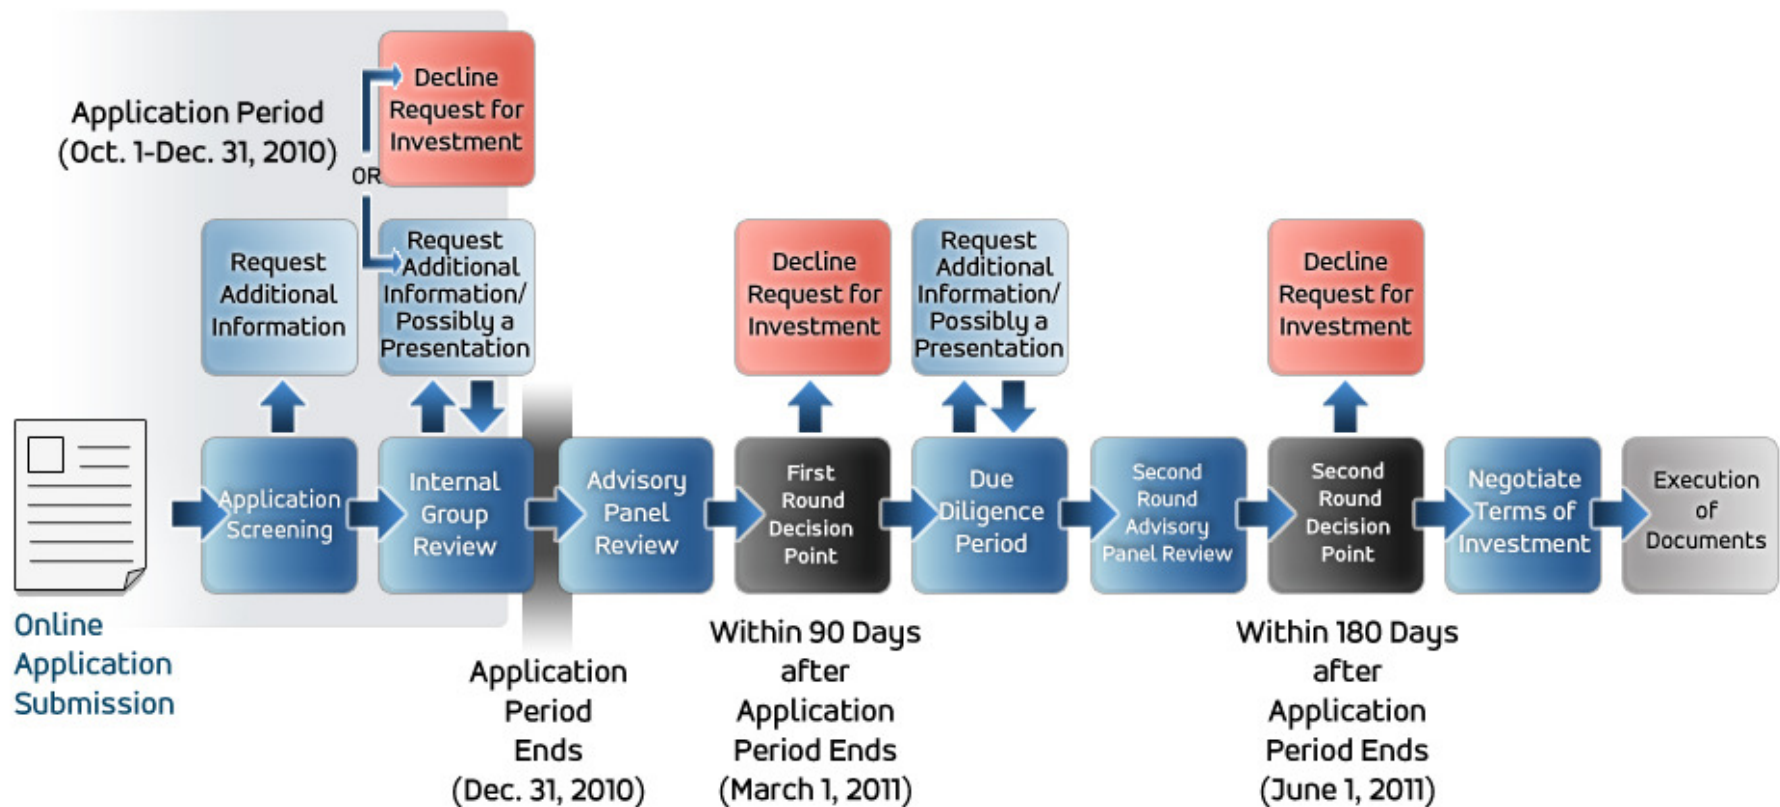 Application Period
(Oct. 1-Dec. 31, 2010)
Decline
Request for
Investment
OR
Request
Additional
Information
Request
Additional
Information/
Possibly a
Presentation
Decline
Request for
Investment
Request
Additional
Information/
Possibly a
Presentation
Decline
Request for
Investment
Online
Application
Submission
Application
Screening
Internal
Group
Review
Advisory
Panel
Review
First
Round
Decision
Point
Due
Diligence
Period
Second
Round
Advisory
Panel Review
Second
Round
Decision
Point
Negotiate
Terms of
Investment
Execution
of
Documents
Application
Period
Ends
(Dec. 31, 2010)
Within 90 Days
after
Application
Period Ends
(March 1, 2011)
Within 180 Days
after
Application
Period Ends
(June 1, 2011)